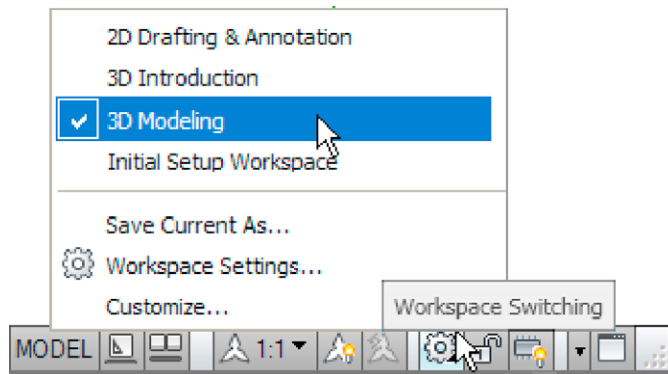 2D Drafting & Annotation
3D Introduction
3D Modeling
Initial Setup Workspace
Save Current As...
Workspace Settings...
Customize...
Workspace Switching
MODEL
1:1